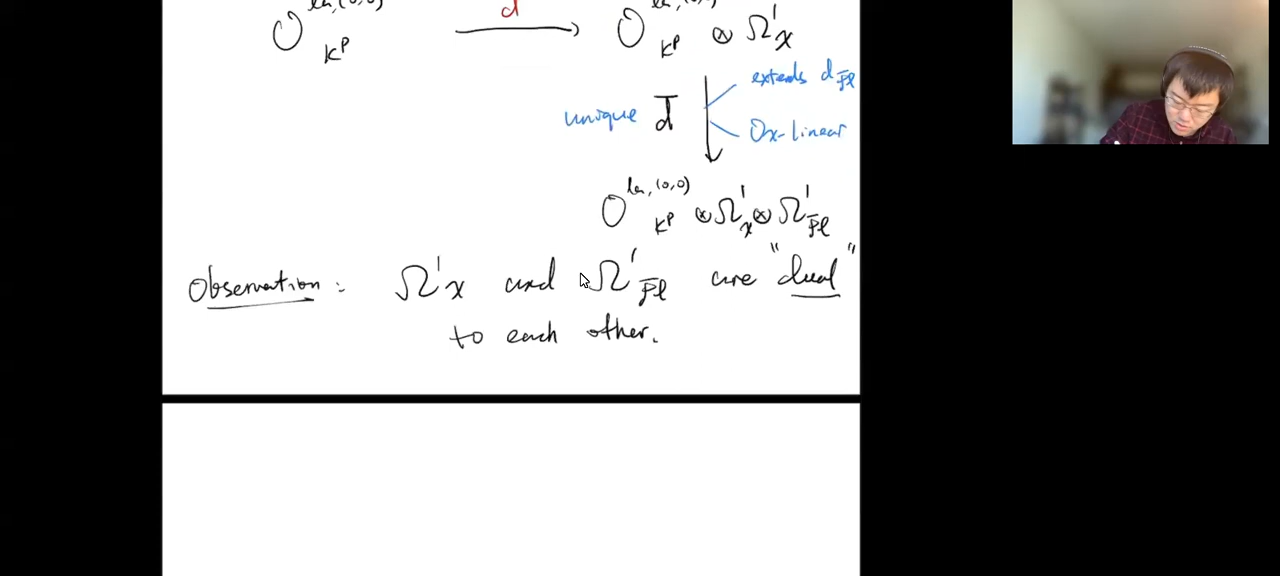 O^{la,(0,0)}_{K^p} —d→ O^{la,(0,0)}_{K^p} ⊗ Ω^1_X
extends d_{Fl}
unique d̄
O_X-linear
O^{la,(0,0)}_{K^p} ⊗ Ω^1_X ⊗ Ω^1_{Fl}
Observation : Ω^1_X and Ω^1_{Fl} are "dual"
to each other.